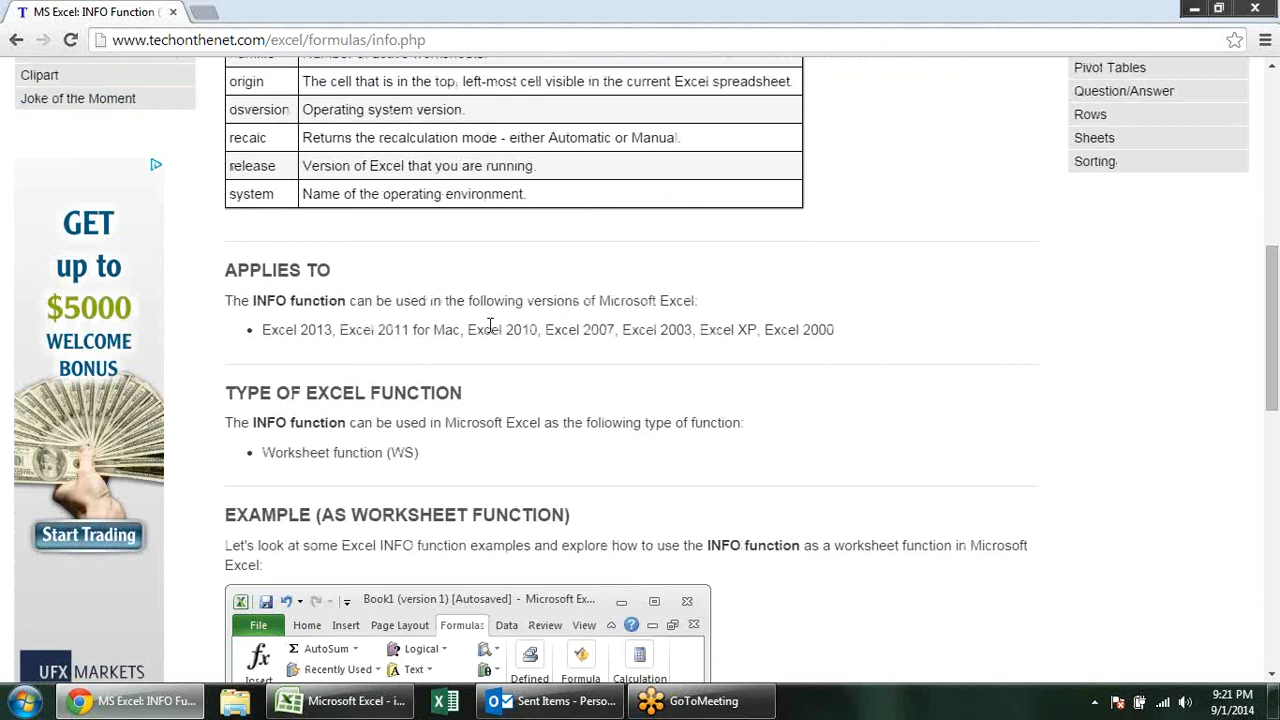 MS Excel: INFO Function (
www.techonthenet.com/excel/formulas/info.php
Clipart
Joke of the Moment
origin
The cell that is in the top, left-most cell visible in the current Excel spreadsheet.
osversion
Operating system version.
recalc
Returns the recalculation mode - either Automatic or Manual.
release
Version of Excel that you are running.
system
Name of the operating environment.
Pivot Tables
Question/Answer
Rows
Sheets
Sorting
GET
up to
$5000
WELCOME
BONUS
Start Trading
UFXMARKETS
APPLIES TO
The INFO function can be used in the following versions of Microsoft Excel:
Excel 2013, Excel 2011 for Mac, Excel 2010, Excel 2007, Excel 2003, Excel XP, Excel 2000
TYPE OF EXCEL FUNCTION
The INFO function can be used in Microsoft Excel as the following type of function:
Worksheet function (WS)
EXAMPLE (AS WORKSHEET FUNCTION)
Let's look at some Excel INFO function examples and explore how to use the INFO function as a worksheet function in Microsoft
Excel:
Book1 (version 1) [Autosaved] - Microsoft Ex...
File Home Insert Page Layout Formulas Data Review View
fx Σ AutoSum Logical
Recently Used Text
Insert Defined Formula Calculation
MS Excel: INFO Fu...
Microsoft Excel - i...
Sent Items - Perso...
GoToMeeting
9:21 PM
9/1/2014